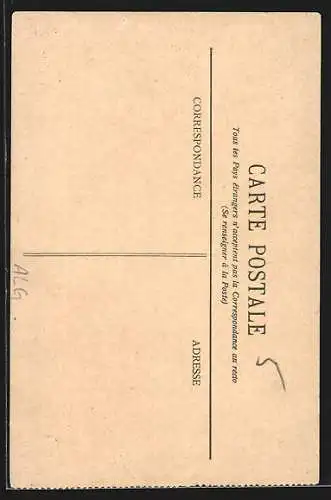 CARTE POSTALE
Tous les Pays étrangers n'acceptent pas la Correspondance au recto
(Se renseigner à la Poste)
CORRESPONDANCE
ADRESSE
5
ALG.